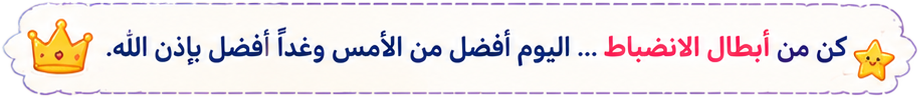 كن من أبطال الانضباط ... اليوم أفضل من الأمس وغداً أفضل بإذن الله.